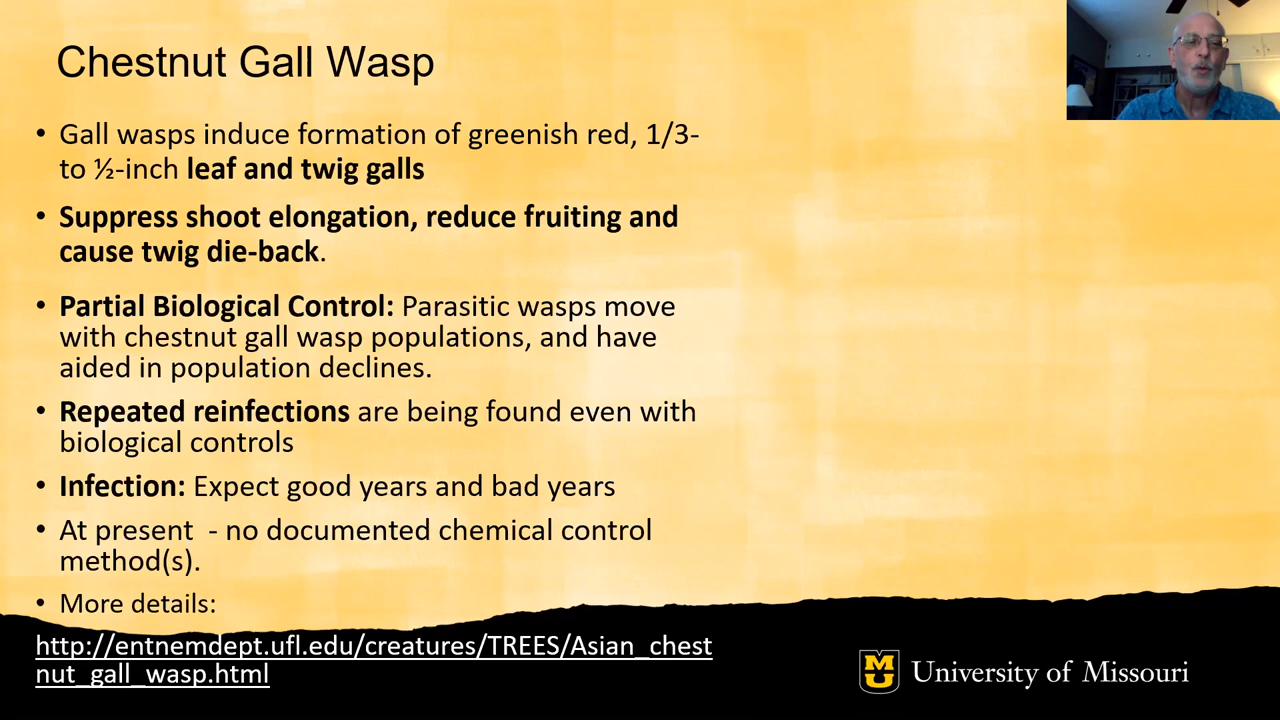 Chestnut Gall Wasp
• Gall wasps induce formation of greenish red, 1/3-
to ½-inch leaf and twig galls
• Suppress shoot elongation, reduce fruiting and
cause twig die-back.
• Partial Biological Control: Parasitic wasps move
with chestnut gall wasp populations, and have
aided in population declines.
• Repeated reinfections are being found even with
biological controls
• Infection: Expect good years and bad years
• At present  - no documented chemical control
method(s).
• More details:
http://entnemdept.ufl.edu/creatures/TREES/Asian_chest
nut_gall_wasp.html
MU
University of Missouri